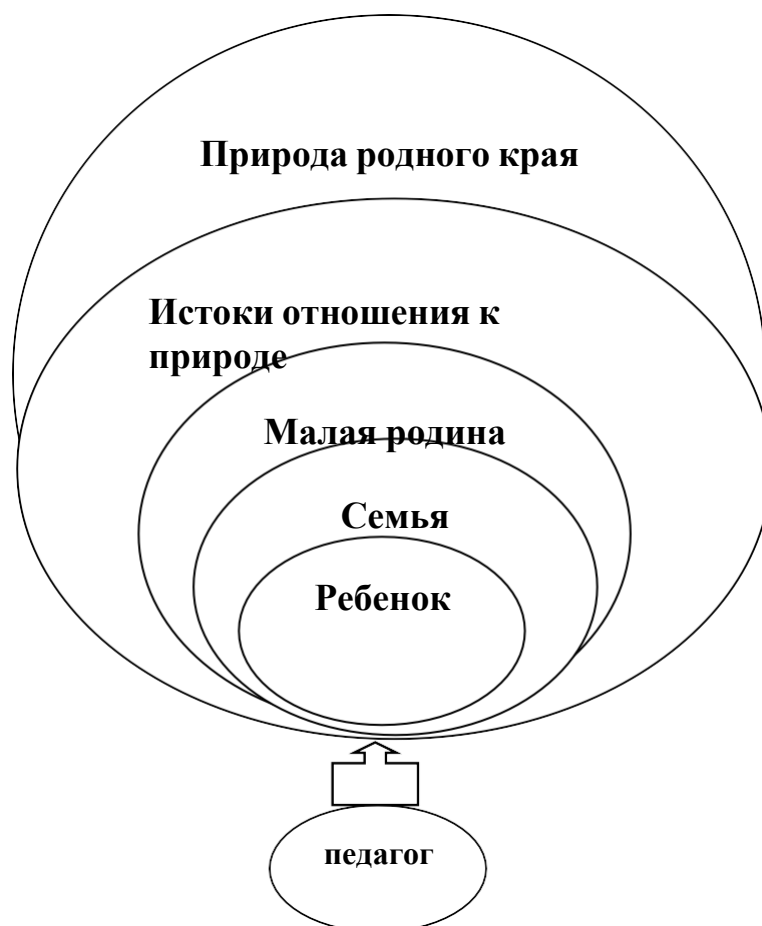 Природа родного края
Истоки отношения к
природе
Малая родина
Семья
Ребенок
педагог